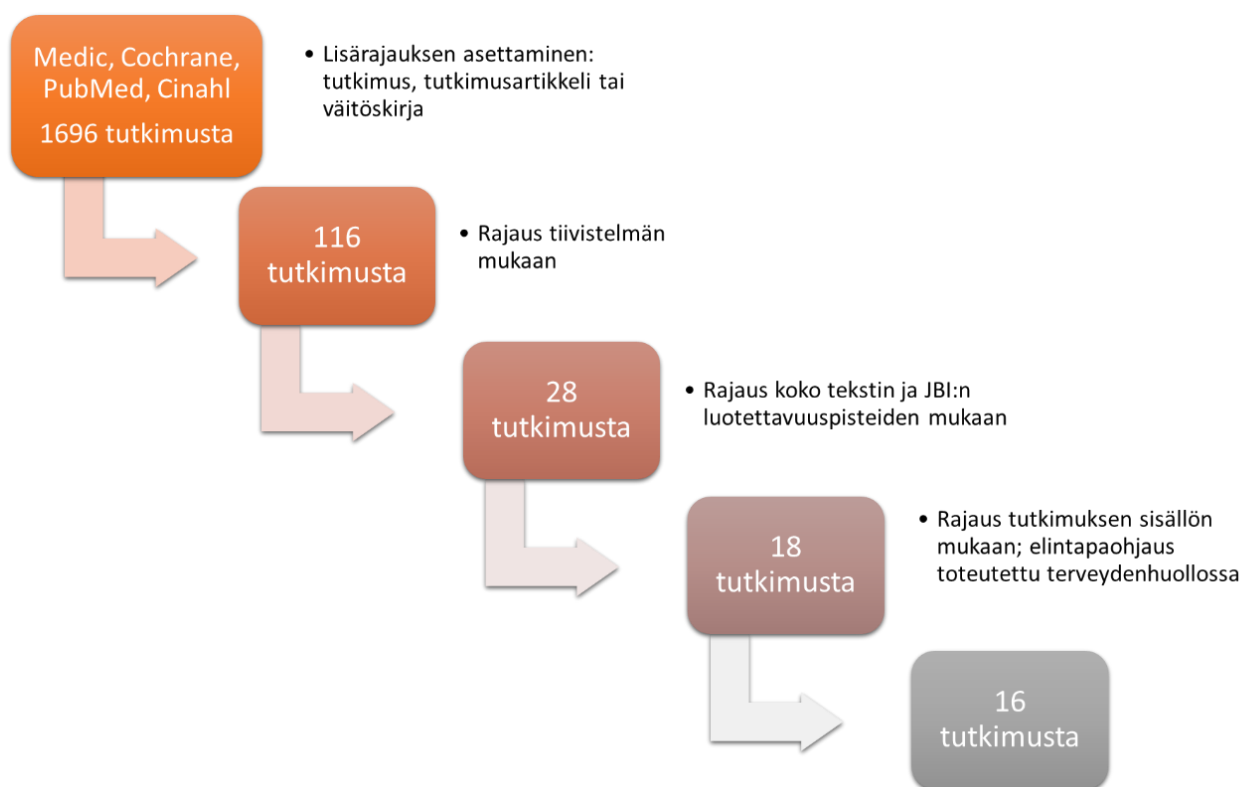 Medic, Cochrane,
PubMed, Cinahl
1696 tutkimusta
• Lisärajauksen asettaminen:
tutkimus, tutkimusartikkeli tai
väitöskirja
116
tutkimusta
• Rajaus tiivistelmän
mukaan
28
tutkimusta
• Rajaus koko tekstin ja JBI:n
luotettavuuspisteiden mukaan
18
tutkimusta
• Rajaus tutkimuksen sisällön
mukaan; elintapaohjaus
toteutettu terveydenhuollossa
16
tutkimusta